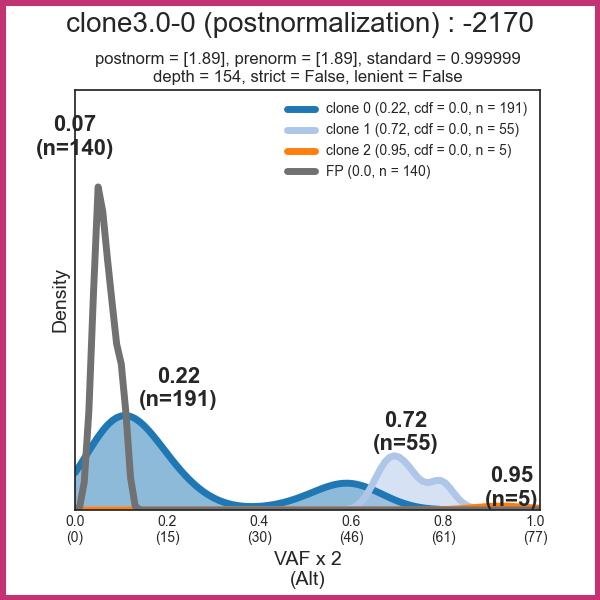 clone3.0-0 (postnormalization) : -2170
postnorm = [1.89], prenorm = [1.89], standard = 0.999999
depth = 154, strict = False, lenient = False
clone 0 (0.22, cdf = 0.0, n = 191)
clone 1 (0.72, cdf = 0.0, n = 55)
clone 2 (0.95, cdf = 0.0, n = 5)
FP (0.0, n = 140)
0.07
(n=140)
0.22
(n=191)
0.72
(n=55)
0.95
(n=5)
Density
0.0 0.2 0.4 0.6 0.8 1.0
(0) (15) (30) (46) (61) (77)
VAF x 2
(Alt)